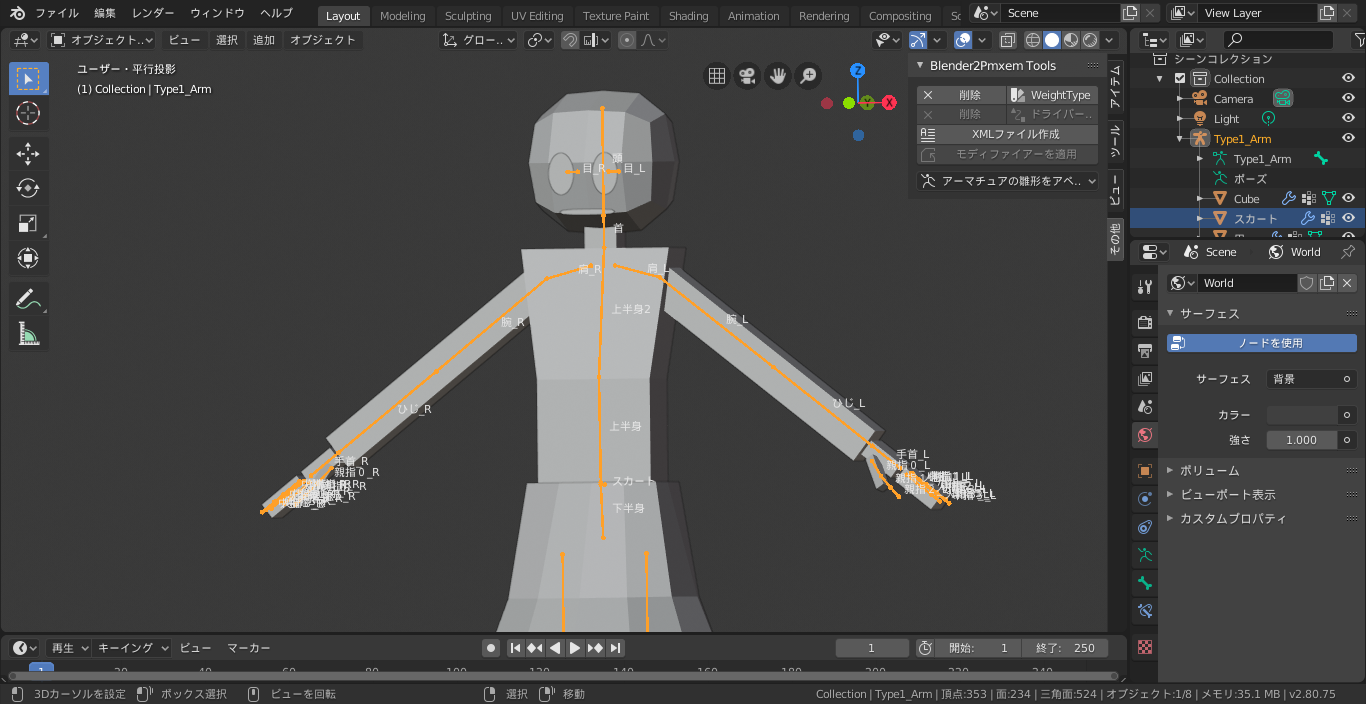 ファイル 編集 レンダー ウィンドウ ヘルプ Layout Modeling Sculpting UV Editing Texture Paint Shading Animation Rendering Compositing Sc Scene View Layer
オブジェクト.. ビュー 選択 追加 オブジェクト グロー..
ユーザー・平行投影
(1) Collection | Type1_Arm
Z
Y
X
Blender2Pmxem Tools
削除 WeightType
削除 ドライバー..
XMLファイル作成
モディファイアーを適用
アーマチュアの雛形をアペ..
アイテム
ツール
ビュー
その他
シーンコレクション
Collection
Camera
Light
Type1_Arm
Type1_Arm
ポーズ
Cube
スカート
Scene World
World
サーフェス
ノードを使用
サーフェス 背景
カラー
強さ 1.000
ボリューム
ビューポート表示
カスタムプロパティ
頭
目_R 目_L
首
肩_R 肩_L
上半身2
腕_R 腕_L
ひじ_R ひじ_L
上半身
手首_R 手首_L
親指０_R 親指０_L
スカート
下半身
再生 キーイング ビュー マーカー 1 開始: 1 終了: 250
1 20 40 60 80 100 120 140 160 180 200 220 240
3Dカーソルを設定 ボックス選択 ビューを回転 選択 移動 Collection | Type1_Arm | 頂点:353 | 面:234 | 三角面:524 | オブジェクト:1/8 | メモリ:35.1 MB | v2.80.75